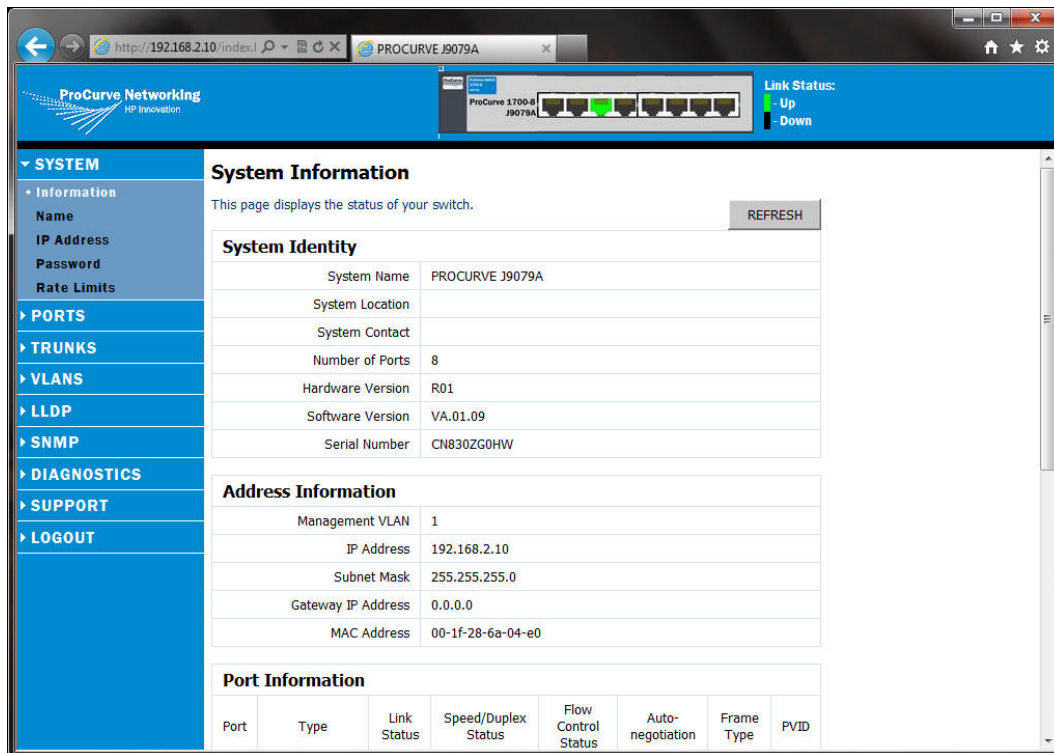 http://192.168.2.10/index.l
PROCURVE J9079A
ProCurve Networking
HP Innovation
ProCurve 1700-8
J9079A
Link Status:
- Up
- Down
SYSTEM
Information
Name
IP Address
Password
Rate Limits
PORTS
TRUNKS
VLANS
LLDP
SNMP
DIAGNOSTICS
SUPPORT
LOGOUT
System Information
This page displays the status of your switch.
REFRESH
System Identity
System Name PROCURVE J9079A
System Location
System Contact
Number of Ports 8
Hardware Version R01
Software Version VA.01.09
Serial Number CN830ZG0HW
Address Information
Management VLAN 1
IP Address 192.168.2.10
Subnet Mask 255.255.255.0
Gateway IP Address 0.0.0.0
MAC Address 00-1f-28-6a-04-e0
Port Information
Port
Type
Link
Status
Speed/Duplex
Status
Flow
Control
Status
Auto-
negotiation
Frame
Type
PVID